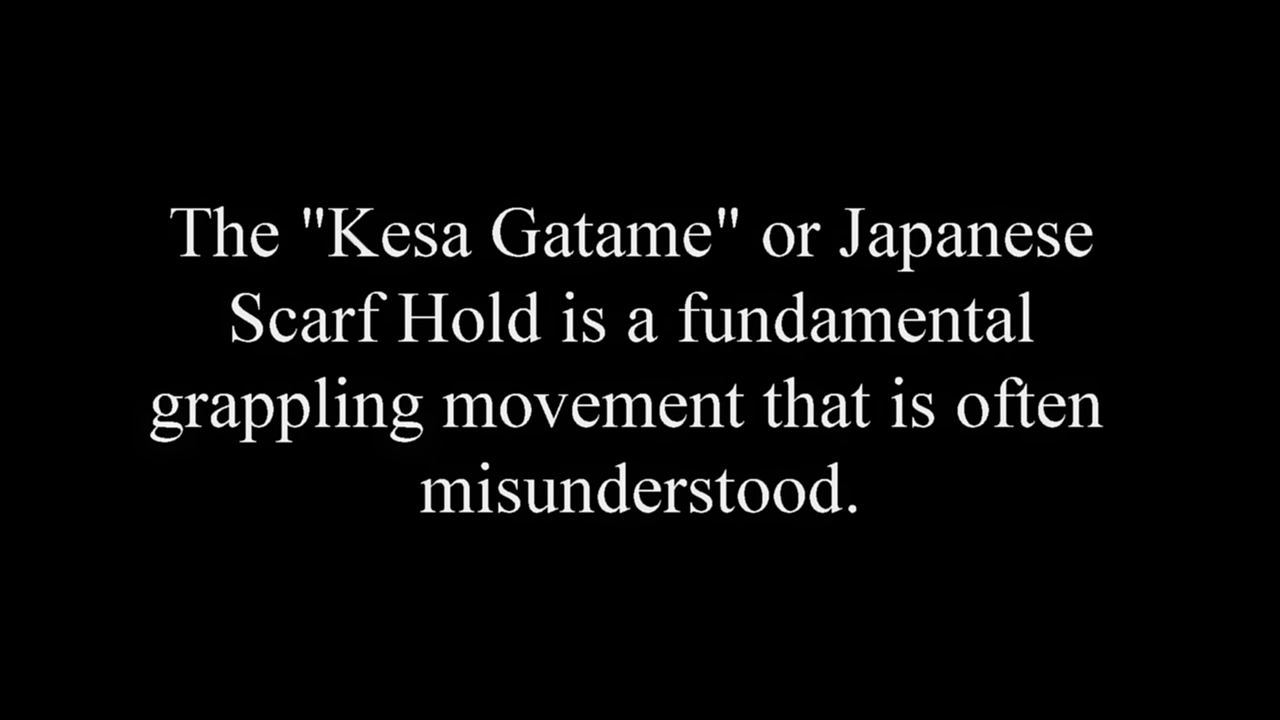 The "Kesa Gatame" or Japanese
Scarf Hold is a fundamental
grappling movement that is often
misunderstood.